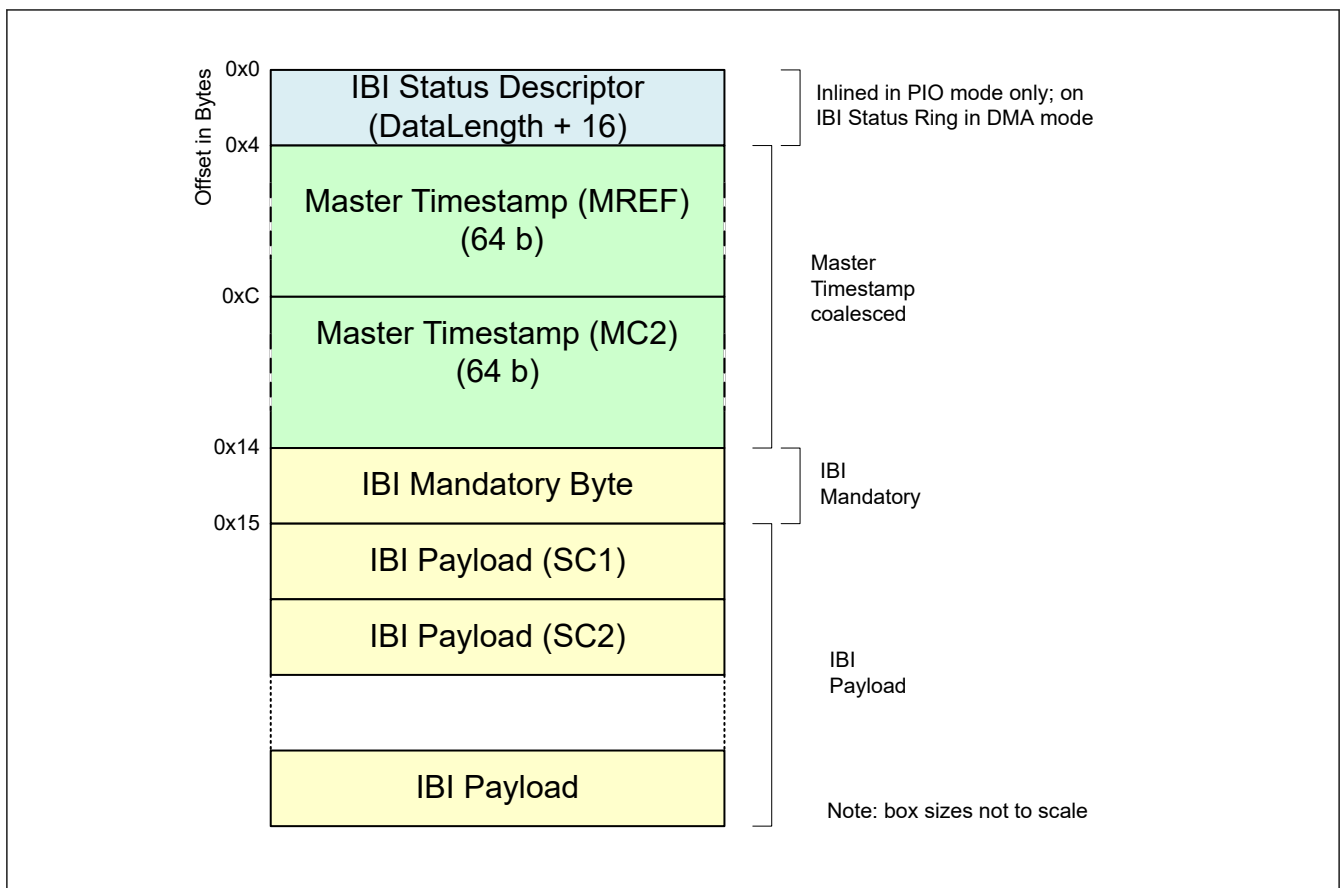 Offset in Bytes
0x0
IBI Status Descriptor
(DataLength + 16)
Inlined in PIO mode only; on
IBI Status Ring in DMA mode
0x4
Master Timestamp (MREF)
(64 b)
Master
Timestamp
coalesced
0xC
Master Timestamp (MC2)
(64 b)
0x14
IBI Mandatory Byte
IBI
Mandatory
0x15
IBI Payload (SC1)
IBI Payload (SC2)
IBI
Payload
IBI Payload
Note: box sizes not to scale